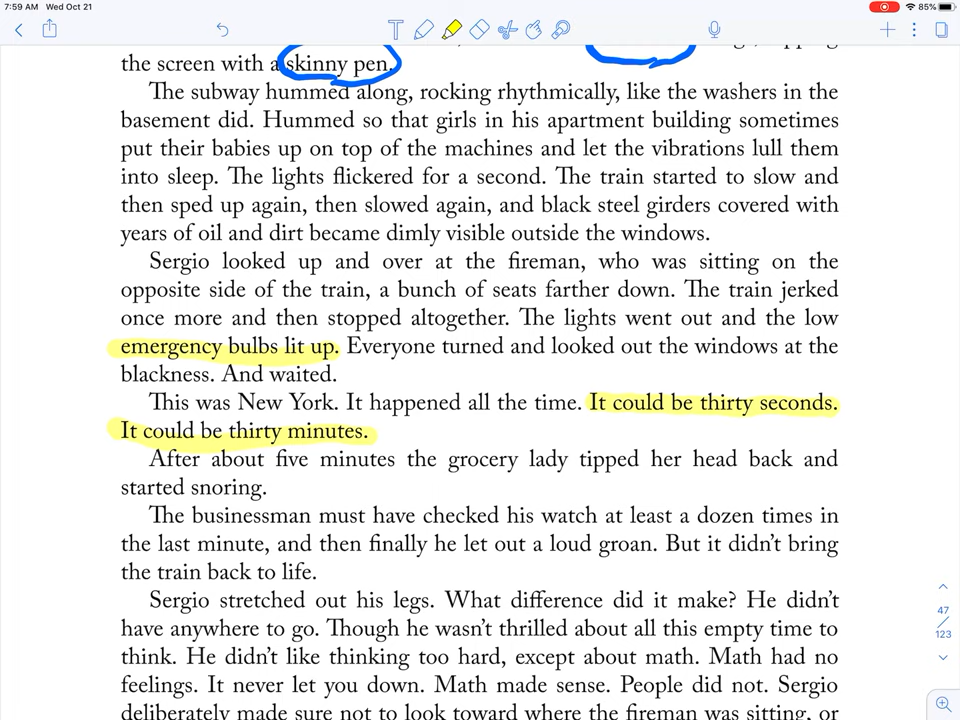 7:59 AM Wed Oct 21
85%
the screen with a skinny pen.
The subway hummed along, rocking rhythmically, like the washers in the
basement did. Hummed so that girls in his apartment building sometimes
put their babies up on top of the machines and let the vibrations lull them
into sleep. The lights flickered for a second. The train started to slow and
then sped up again, then slowed again, and black steel girders covered with
years of oil and dirt became dimly visible outside the windows.
Sergio looked up and over at the fireman, who was sitting on the
opposite side of the train, a bunch of seats farther down. The train jerked
once more and then stopped altogether. The lights went out and the low
emergency bulbs lit up. Everyone turned and looked out the windows at the
blackness. And waited.
This was New York. It happened all the time. It could be thirty seconds.
It could be thirty minutes.
After about five minutes the grocery lady tipped her head back and
started snoring.
The businessman must have checked his watch at least a dozen times in
the last minute, and then finally he let out a loud groan. But it didn’t bring
the train back to life.
Sergio stretched out his legs. What difference did it make? He didn’t
have anywhere to go. Though he wasn’t thrilled about all this empty time to
think. He didn’t like thinking too hard, except about math. Math had no
feelings. It never let you down. Math made sense. People did not. Sergio
deliberately made sure not to look toward where the fireman was sitting, or
47
/
123